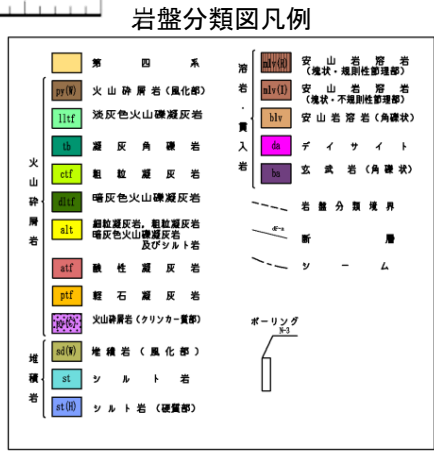 岩盤分類図凡例
第四系
火山砕屑岩
py(W) 火山砕屑岩(風化部)
lltf 淡灰色火山礫凝灰岩
tb 凝灰角礫岩
ctf 粗粒凝灰岩
dltf 暗灰色火山礫凝灰岩
alt 細粒凝灰岩,粗粒凝灰岩
暗灰色火山礫凝灰岩
及びシルト岩
atf 酸性凝灰岩
ptf 軽石凝灰岩
py(C) 火山砕屑岩(クリンカー質部)
堆積岩
sd(W) 堆積岩(風化部)
st シルト岩
st(H) シルト岩(硬質部)
溶岩・貫入岩
mlv(R) 安山岩溶岩
(塊状・規則性節理部)
mlv(I) 安山岩溶岩
(塊状・不規則性節理部)
blv 安山岩溶岩(角礫状)
da デイサイト
ba 玄武岩(角礫状)
岩盤分類境界
dF-a 断層
シーム
ボーリング
N-3